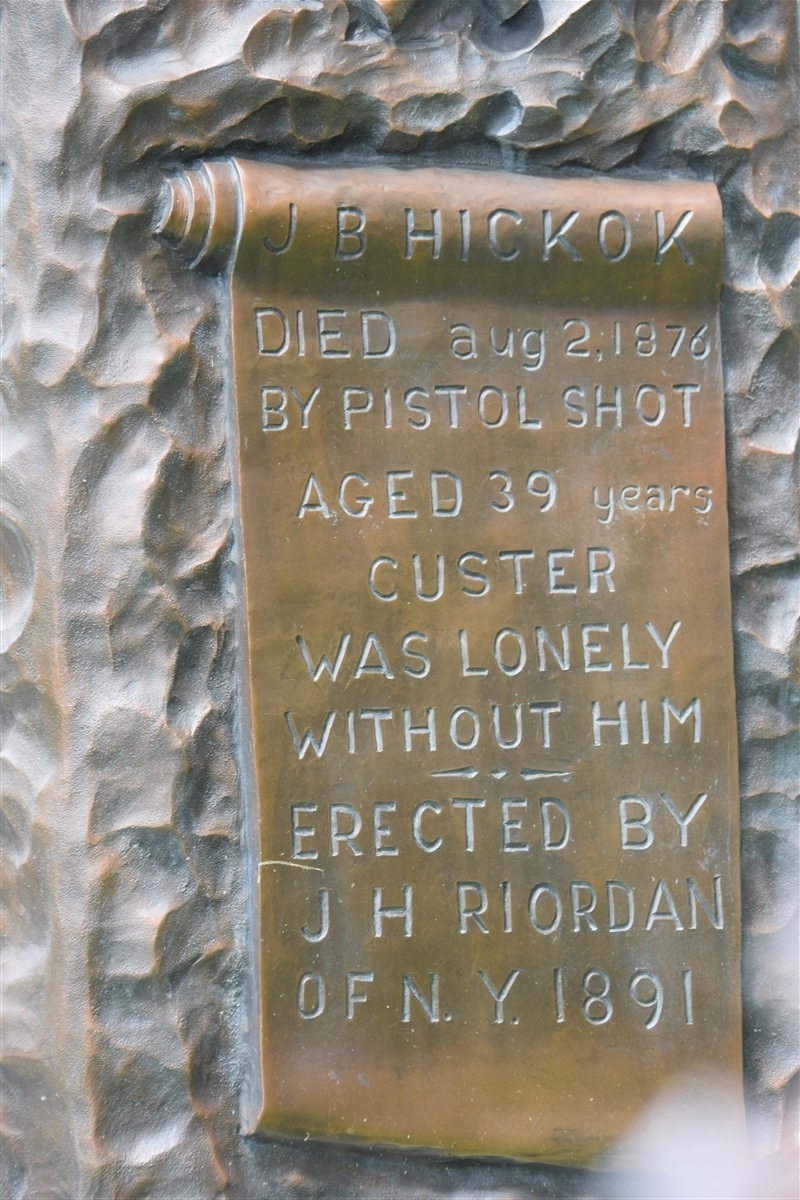 J B HICKOK
DIED aug 2, 1876
BY PISTOL SHOT
AGED 39 years
CUSTER
WAS LONELY
WITHOUT HIM
ERECTED BY
J H RIORDAN
OF N. Y. 1891